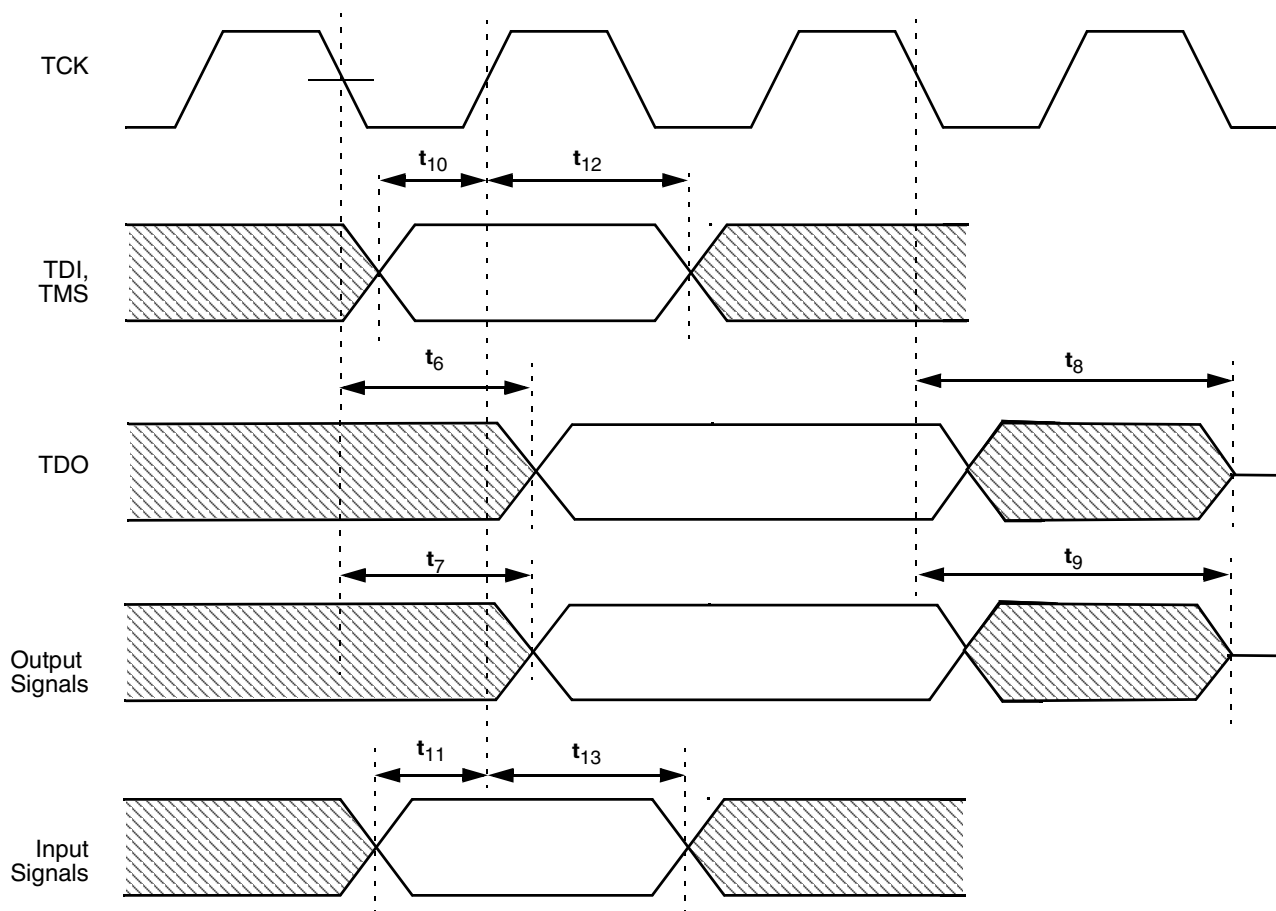 TCK
t10
t12
TDI,
TMS
t6
t8
TDO
t7
t9
Output
Signals
t11
t13
Input
Signals